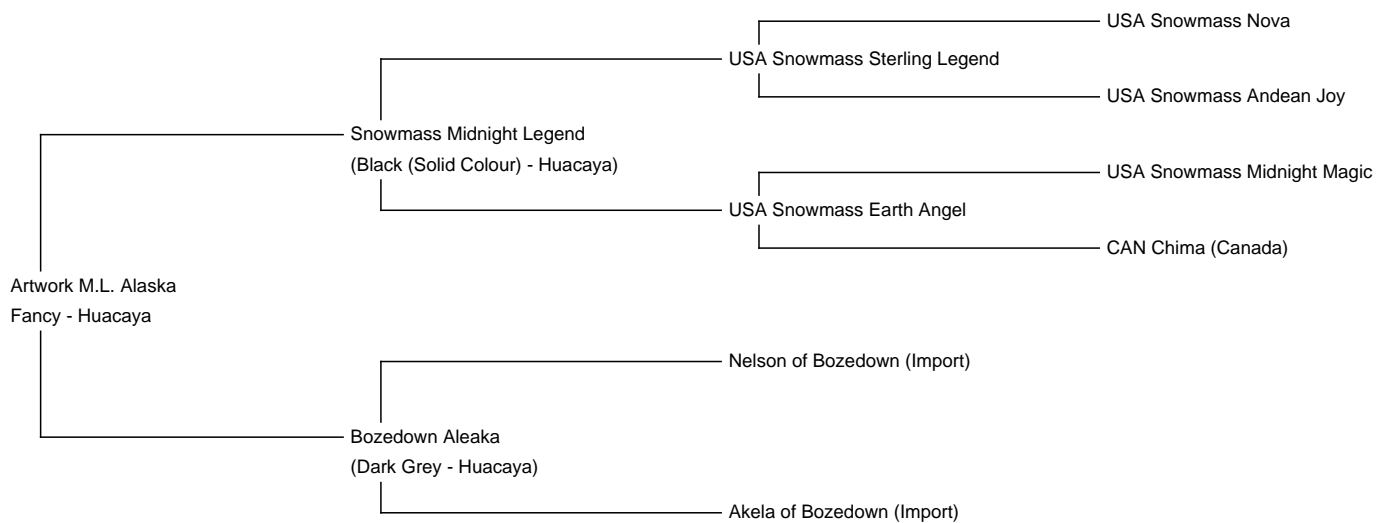 USA Snowmass Nova
USA Snowmass Sterling Legend
USA Snowmass Andean Joy
Snowmass Midnight Legend
(Black (Solid Colour) - Huacaya)
USA Snowmass Midnight Magic
USA Snowmass Earth Angel
CAN Chima (Canada)
Artwork M.L. Alaska
Fancy - Huacaya
Nelson of Bozedown (Import)
Bozedown Aleaka
(Dark Grey - Huacaya)
Akela of Bozedown (Import)